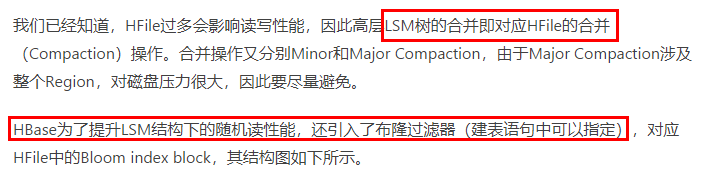 我们已经知道，HFile过多会影响读写性能，因此高层LSM树的合并即对应HFile的合并
（Compaction）操作。合并操作又分别Minor和Major Compaction，由于Major Compaction涉及
整个Region，对磁盘压力很大，因此要尽量避免。
HBase为了提升LSM结构下的随机读性能，还引入了布隆过滤器（建表语句中可以指定），对应
HFile中的Bloom index block，其结构图如下所示。